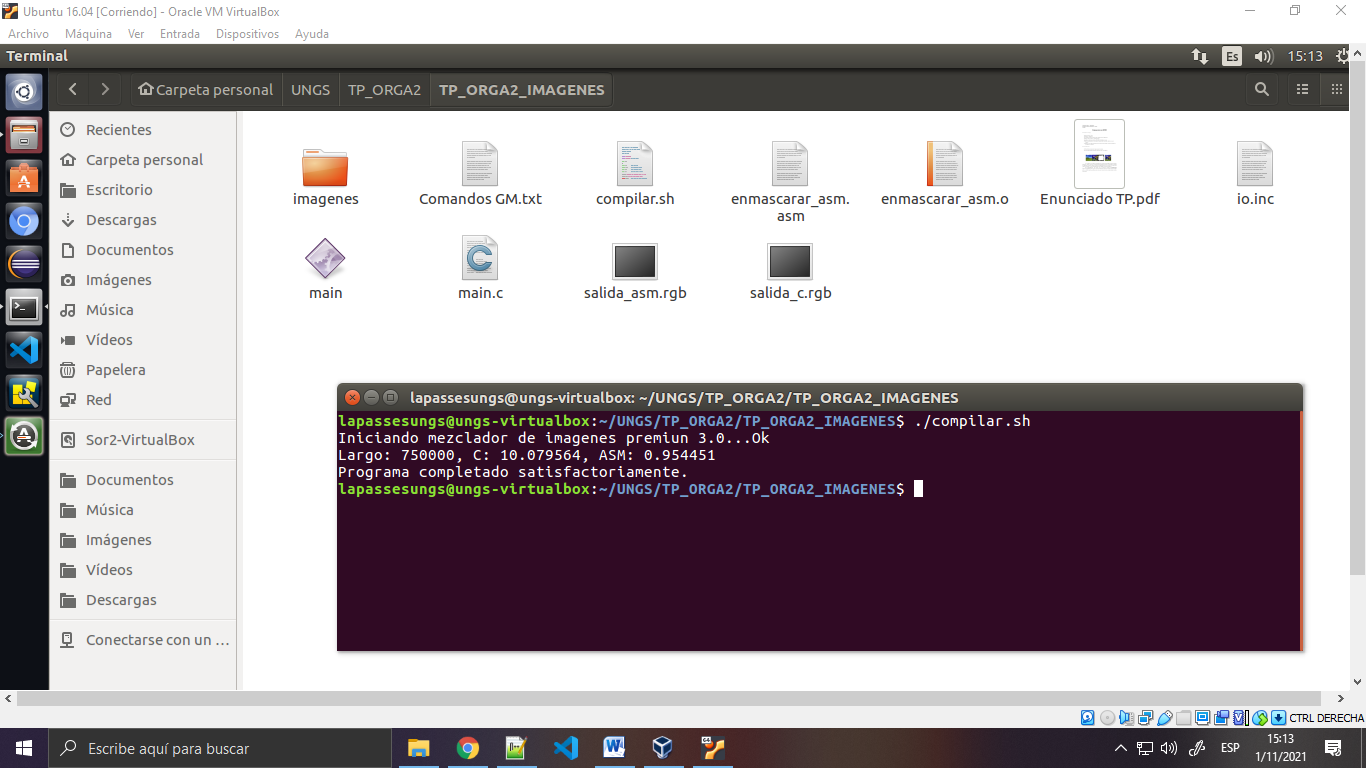 Ubuntu 16.04 [Corriendo] - Oracle VM VirtualBox
Archivo Máquina Ver Entrada Dispositivos Ayuda
Terminal Es 15:13
Carpeta personal UNGS TP_ORGA2 TP_ORGA2_IMAGENES
Recientes
Carpeta personal
Escritorio
Descargas
Documentos
Imágenes
Música
Vídeos
Papelera
Red
Sor2-VirtualBox
Documentos
Música
Imágenes
Vídeos
Descargas
Conectarse con un ...
imagenes
Comandos GM.txt
compilar.sh
enmascarar_asm.
asm
enmascarar_asm.o
Enunciado TP.pdf
io.inc
main
main.c
salida_asm.rgb
salida_c.rgb
lapassesungs@ungs-virtualbox: ~/UNGS/TP_ORGA2/TP_ORGA2_IMAGENES
lapassesungs@ungs-virtualbox:~/UNGS/TP_ORGA2/TP_ORGA2_IMAGENES$ ./compilar.sh
Iniciando mezclador de imagenes premiun 3.0...Ok
Largo: 750000, C: 10.079564, ASM: 0.954451
Programa completado satisfactoriamente.
lapassesungs@ungs-virtualbox:~/UNGS/TP_ORGA2/TP_ORGA2_IMAGENES$
CTRL DERECHA
Escribe aquí para buscar
ESP
15:13
1/11/2021